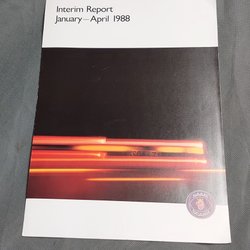 Interim Report
January – April 1988